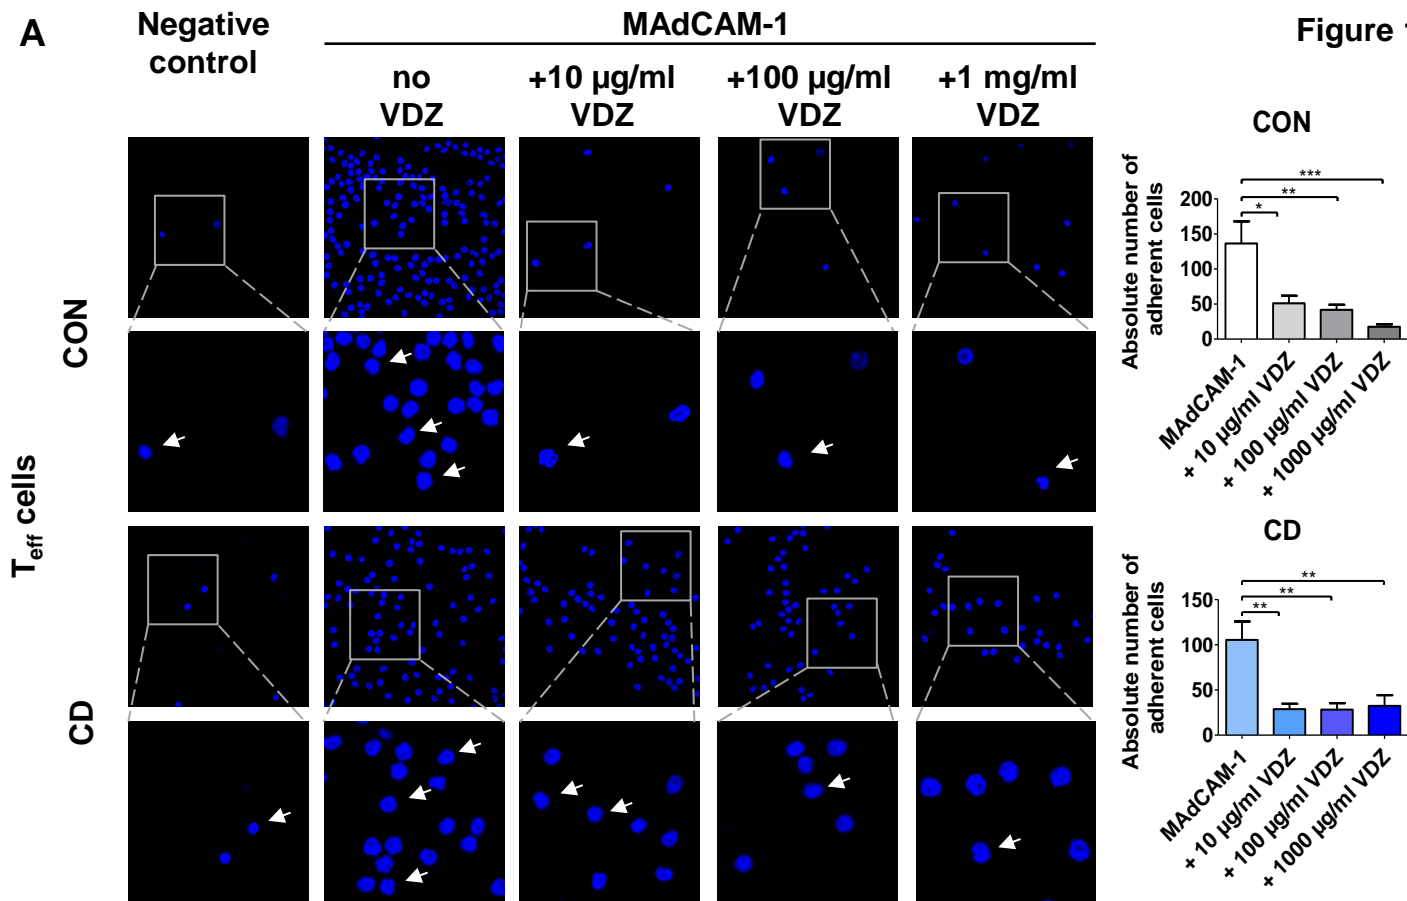 A
Negative
control
MAdCAM-1
Figure 1
no
VDZ
+10 µg/ml
VDZ
+100 µg/ml
VDZ
+1 mg/ml
VDZ
T_eff cells
CON
CD
CON
Absolute number of
adherent cells
200
150
100
50
0
*
**
***
MAdCAM-1
+ 10 µg/ml VDZ
+ 100 µg/ml VDZ
+ 1000 µg/ml VDZ
CD
Absolute number of
adherent cells
150
100
50
0
**
**
**
MAdCAM-1
+ 10 µg/ml VDZ
+ 100 µg/ml VDZ
+ 1000 µg/ml VDZ